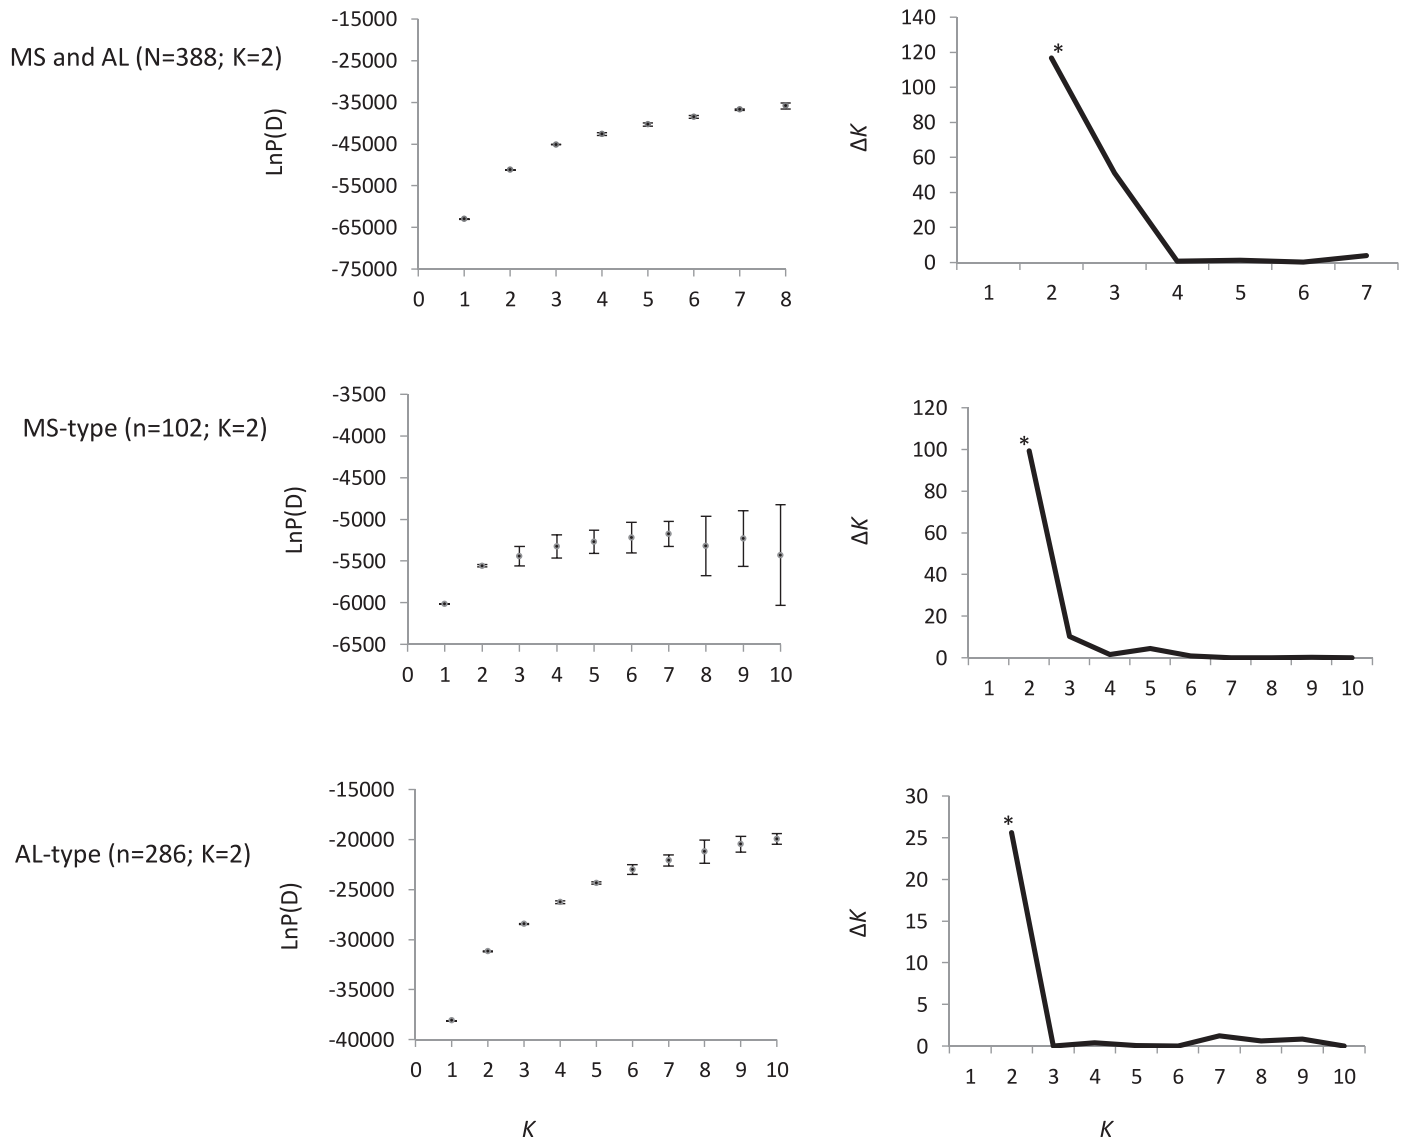 MS and AL (N=388; K=2)
LnP(D)
-15000
-25000
-35000
-45000
-55000
-65000
-75000
0 1 2 3 4 5 6 7 8
ΔK
140
120
100
80
60
40
20
0
*
1 2 3 4 5 6 7
MS-type (n=102; K=2)
LnP(D)
-3500
-4000
-4500
-5000
-5500
-6000
-6500
0 1 2 3 4 5 6 7 8 9 10
ΔK
120
100
80
60
40
20
0
*
1 2 3 4 5 6 7 8 9 10
AL-type (n=286; K=2)
LnP(D)
-15000
-20000
-25000
-30000
-35000
-40000
0 1 2 3 4 5 6 7 8 9 10
K
ΔK
30
25
20
15
10
5
0
*
1 2 3 4 5 6 7 8 9 10
K